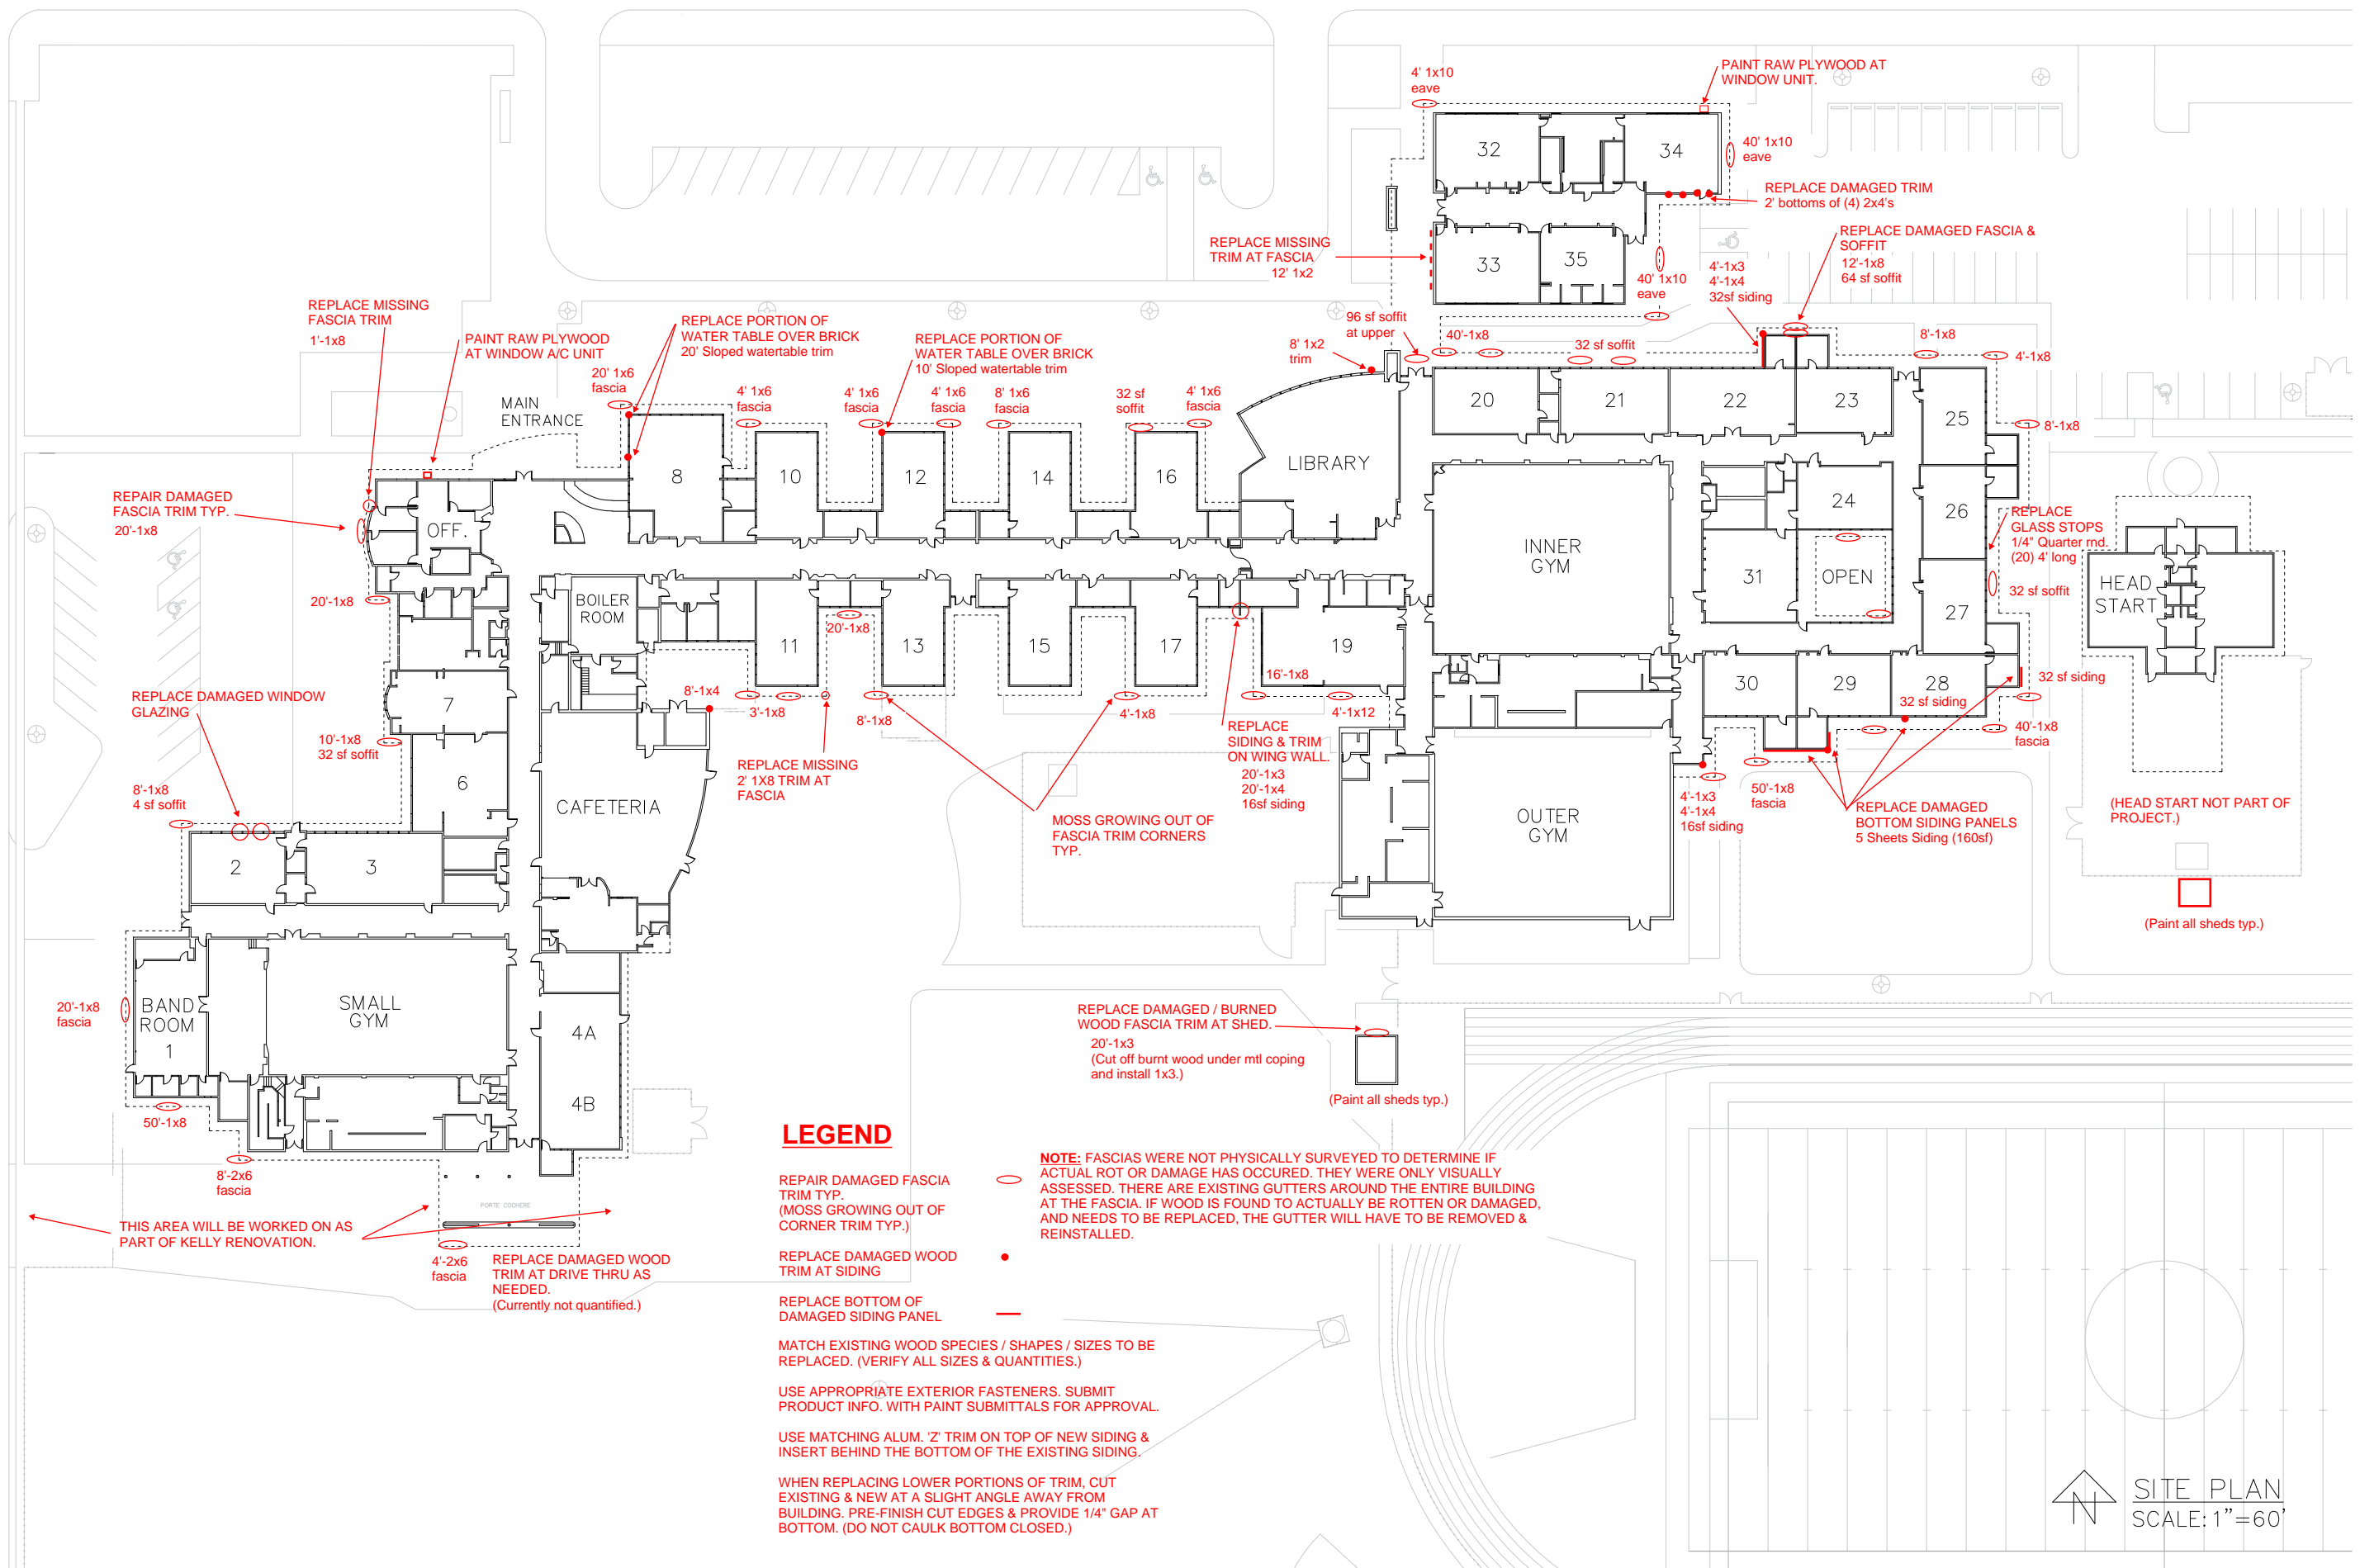 4' 1x10
eave
PAINT RAW PLYWOOD AT
WINDOW UNIT.
32
34
40' 1x10
eave
REPLACE DAMAGED TRIM
2' bottoms of (4) 2x4's
REPLACE MISSING
TRIM AT FASCIA
12' 1x2
33
35
40' 1x10
eave
REPLACE DAMAGED FASCIA &
SOFFIT
12'-1x8
64 sf soffit
4'-1x3
4'-1x4
32sf siding
REPLACE MISSING
FASCIA TRIM
1'-1x8
PAINT RAW PLYWOOD
AT WINDOW A/C UNIT
REPLACE PORTION OF
WATER TABLE OVER BRICK
20' Sloped watertable trim
REPLACE PORTION OF
WATER TABLE OVER BRICK
10' Sloped watertable trim
96 sf soffit
at upper
8' 1x2
trim
40'-1x8
32 sf soffit
8'-1x8
4'-1x8
20' 1x6
fascia
4' 1x6
fascia
4' 1x6
fascia
4' 1x6
fascia
8' 1x6
fascia
32 sf
soffit
4' 1x6
fascia
MAIN
ENTRANCE
20
21
22
23
25
8'-1x8
8
10
12
14
16
LIBRARY
REPAIR DAMAGED
FASCIA TRIM TYP.
20'-1x8
OFF.
INNER
GYM
24
26
REPLACE
GLASS STOPS
1/4" Quarter rnd.
(20) 4' long
32 sf soffit
31
OPEN
27
HEAD
START
20'-1x8
BOILER
ROOM
11
20'-1x8
13
15
17
19
REPLACE DAMAGED WINDOW
GLAZING
7
8'-1x4
3'-1x8
8'-1x8
4'-1x8
16'-1x8
4'-1x12
30
29
28
32 sf siding
32 sf siding
40'-1x8
fascia
10'-1x8
32 sf soffit
8'-1x8
4 sf soffit
6
CAFETERIA
REPLACE MISSING
2' 1X8 TRIM AT
FASCIA
REPLACE
SIDING & TRIM
ON WING WALL.
20'-1x3
20'-1x4
16sf siding
MOSS GROWING OUT OF
FASCIA TRIM CORNERS
TYP.
OUTER
GYM
4'-1x3
4'-1x4
16sf siding
50'-1x8
fascia
REPLACE DAMAGED
BOTTOM SIDING PANELS
5 Sheets Siding (160sf)
(HEAD START NOT PART OF
PROJECT.)
(Paint all sheds typ.)
2
3
20'-1x8
fascia
BAND
ROOM
1
SMALL
GYM
4A
4B
50'-1x8
8'-2x6
fascia
REPLACE DAMAGED / BURNED
WOOD FASCIA TRIM AT SHED.
20'-1x3
(Cut off burnt wood under mtl coping
and install 1x3.)
(Paint all sheds typ.)
THIS AREA WILL BE WORKED ON AS
PART OF KELLY RENOVATION.
PORTE COCHERE
4'-2x6
fascia
REPLACE DAMAGED WOOD
TRIM AT DRIVE THRU AS
NEEDED.
(Currently not quantified.)
LEGEND
REPAIR DAMAGED FASCIA
TRIM TYP.
(MOSS GROWING OUT OF
CORNER TRIM TYP.)
REPLACE DAMAGED WOOD
TRIM AT SIDING
REPLACE BOTTOM OF
DAMAGED SIDING PANEL
MATCH EXISTING WOOD SPECIES / SHAPES / SIZES TO BE
REPLACED. (VERIFY ALL SIZES & QUANTITIES.)
USE APPROPRIATE EXTERIOR FASTENERS. SUBMIT
PRODUCT INFO. WITH PAINT SUBMITTALS FOR APPROVAL.
USE MATCHING ALUM. 'Z' TRIM ON TOP OF NEW SIDING &
INSERT BEHIND THE BOTTOM OF THE EXISTING SIDING.
WHEN REPLACING LOWER PORTIONS OF TRIM, CUT
EXISTING & NEW AT A SLIGHT ANGLE AWAY FROM
BUILDING. PRE-FINISH CUT EDGES & PROVIDE 1/4" GAP AT
BOTTOM. (DO NOT CAULK BOTTOM CLOSED.)
NOTE: FASCIAS WERE NOT PHYSICALLY SURVEYED TO DETERMINE IF
ACTUAL ROT OR DAMAGE HAS OCCURED. THEY WERE ONLY VISUALLY
ASSESSED. THERE ARE EXISTING GUTTERS AROUND THE ENTIRE BUILDING
AT THE FASCIA. IF WOOD IS FOUND TO ACTUALLY BE ROTTEN OR DAMAGED,
AND NEEDS TO BE REPLACED, THE GUTTER WILL HAVE TO BE REMOVED &
REINSTALLED.
N
SITE PLAN
SCALE: 1"=60'